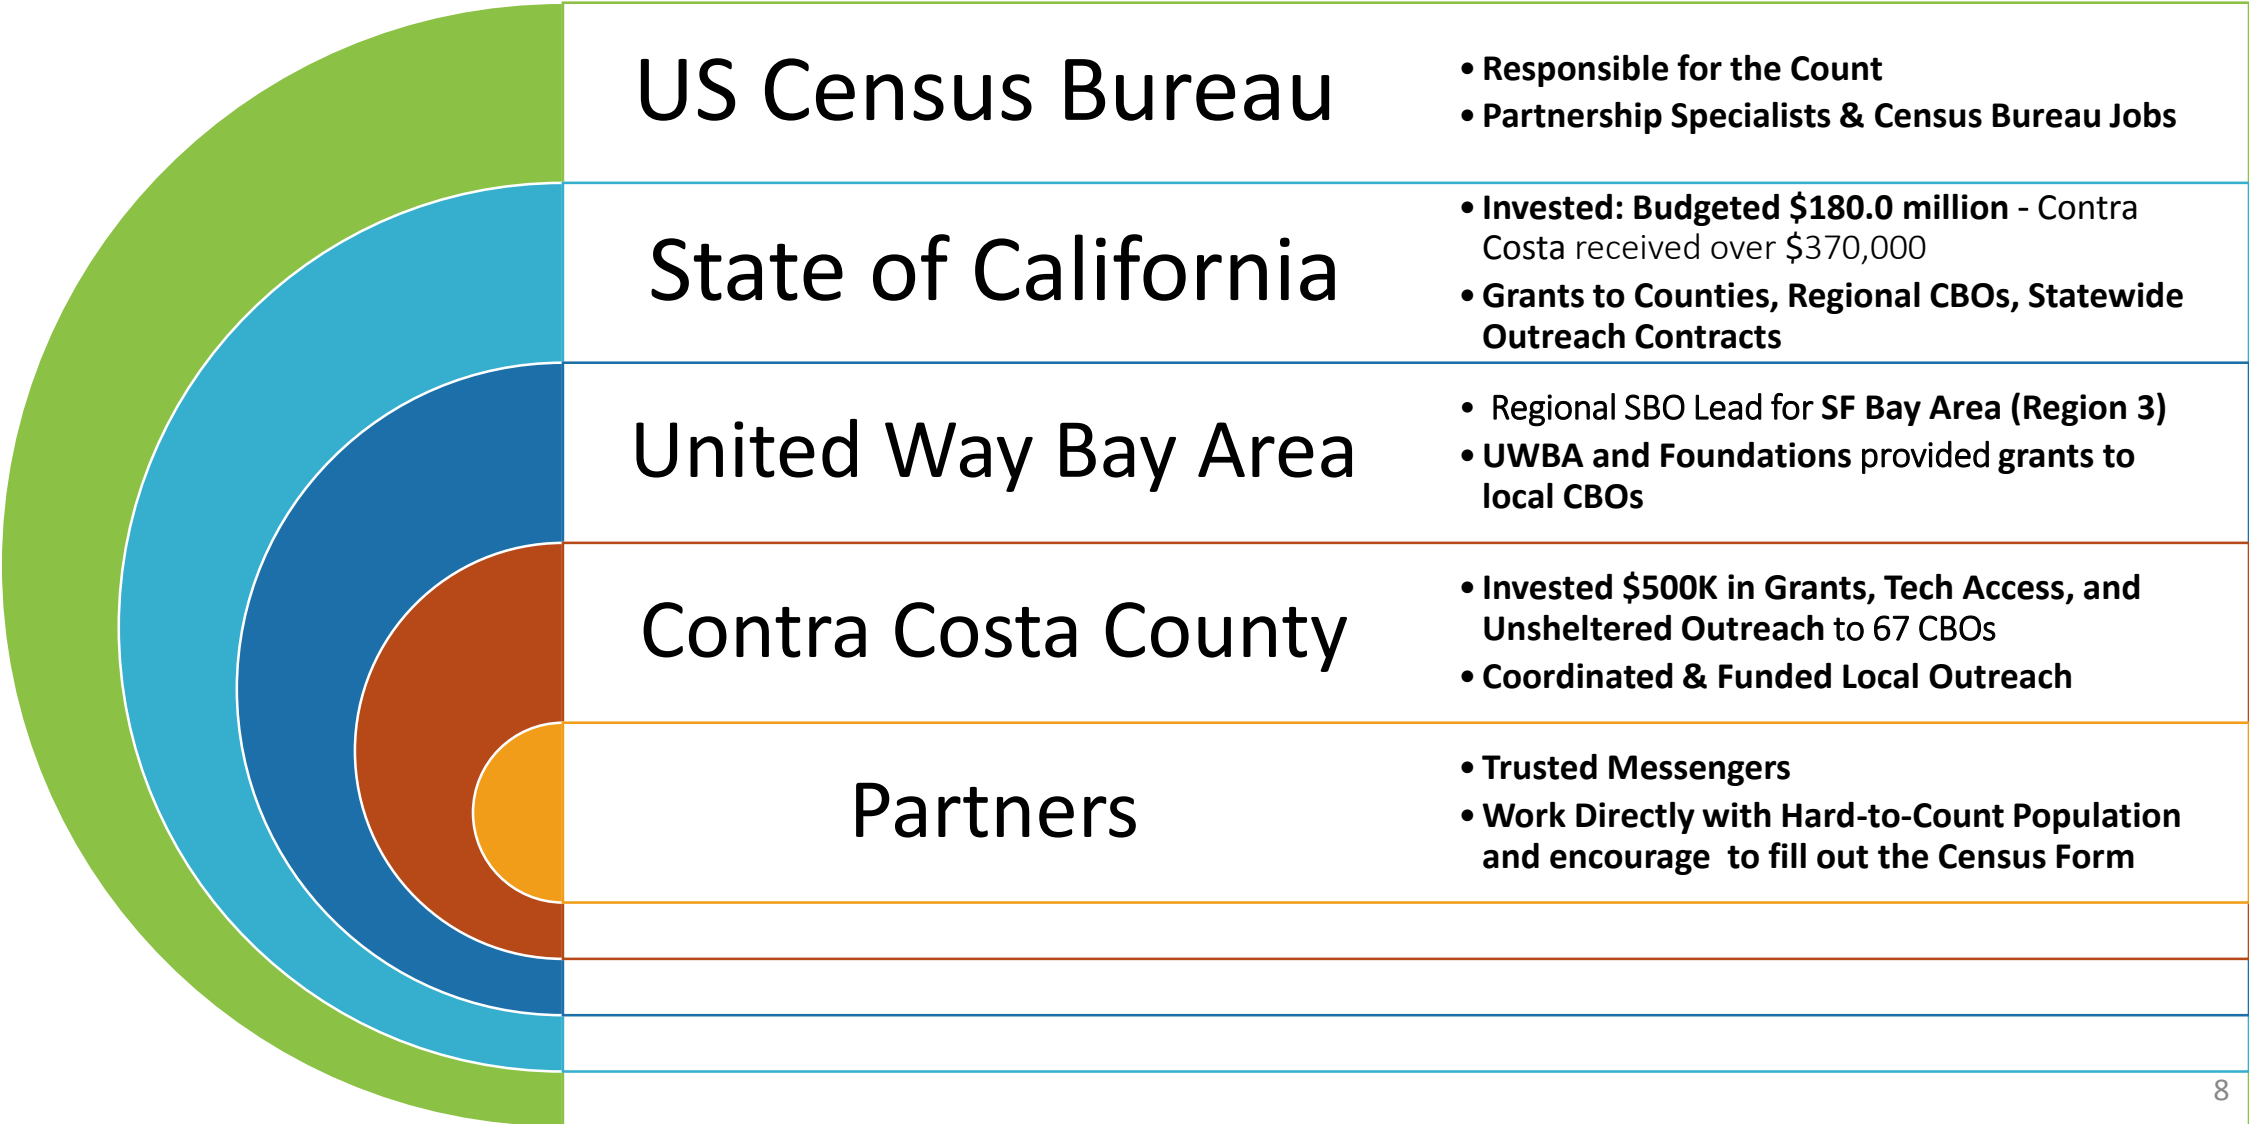 US Census Bureau
• Responsible for the Count
• Partnership Specialists & Census Bureau Jobs
State of California
• Invested: Budgeted $180.0 million - Contra
Costa received over $370,000
• Grants to Counties, Regional CBOs, Statewide
Outreach Contracts
United Way Bay Area
• Regional SBO Lead for SF Bay Area (Region 3)
• UWBA and Foundations provided grants to
local CBOs
Contra Costa County
• Invested $500K in Grants, Tech Access, and
Unsheltered Outreach to 67 CBOs
• Coordinated & Funded Local Outreach
Partners
• Trusted Messengers
• Work Directly with Hard-to-Count Population
and encourage to fill out the Census Form
8